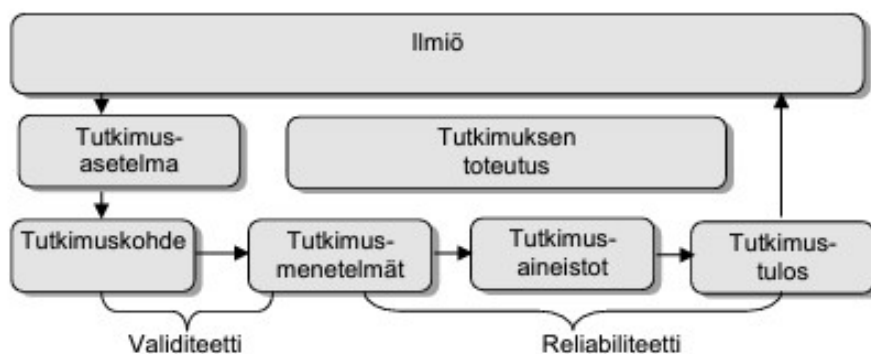 Ilmiö
Tutkimus-
asetelma
Tutkimuksen
toteutus
Tutkimuskohde
Tutkimus-
menetelmät
Tutkimus-
aineistot
Tutkimus-
tulos
Validiteetti
Reliabiliteetti